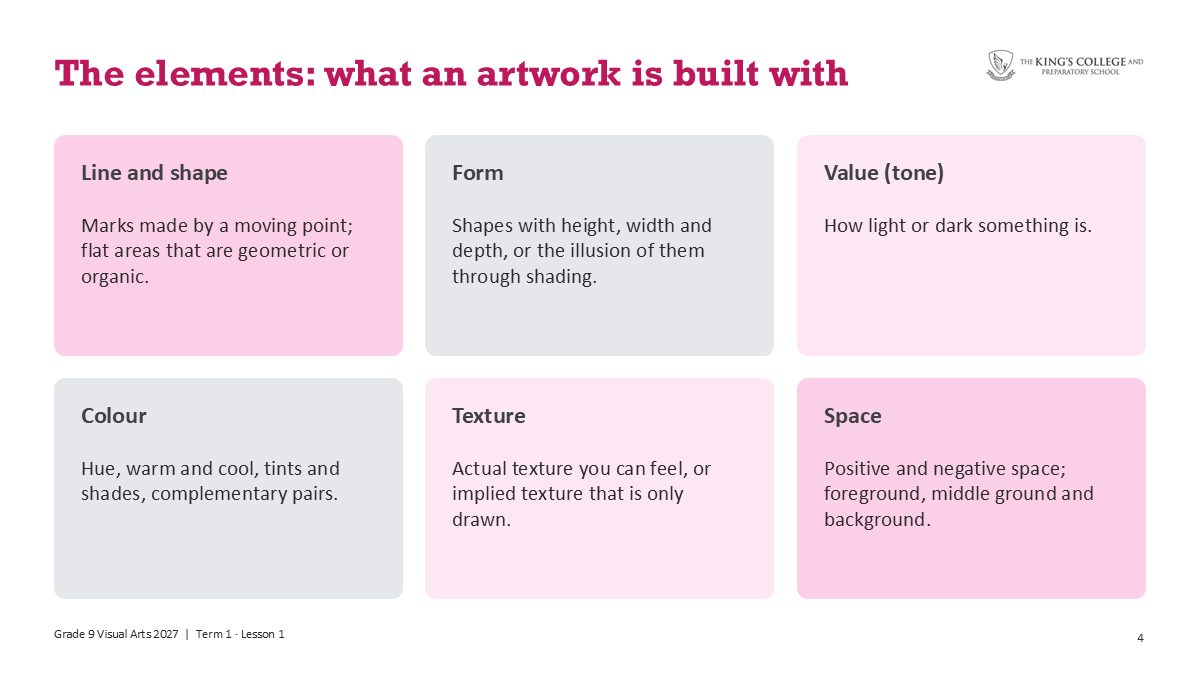 The elements: what an artwork is built with
THE KING'S COLLEGE AND
PREPARATORY SCHOOL
Line and shape
Marks made by a moving point;
flat areas that are geometric or
organic.
Form
Shapes with height, width and
depth, or the illusion of them
through shading.
Value (tone)
How light or dark something is.
Colour
Hue, warm and cool, tints and
shades, complementary pairs.
Texture
Actual texture you can feel, or
implied texture that is only
drawn.
Space
Positive and negative space;
foreground, middle ground and
background.
Grade 9 Visual Arts 2027 | Term 1 · Lesson 1
4